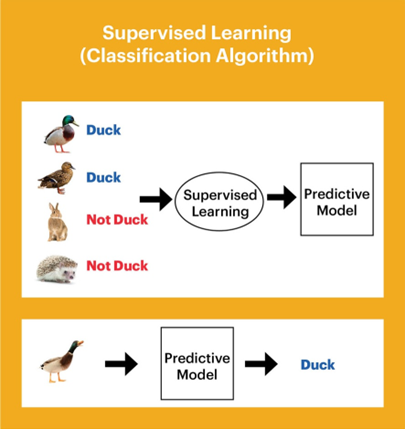 Supervised Learning
(Classification Algorithm)
Duck
Duck
Not Duck
Not Duck
Supervised
Learning
Predictive
Model
Predictive
Model
Duck